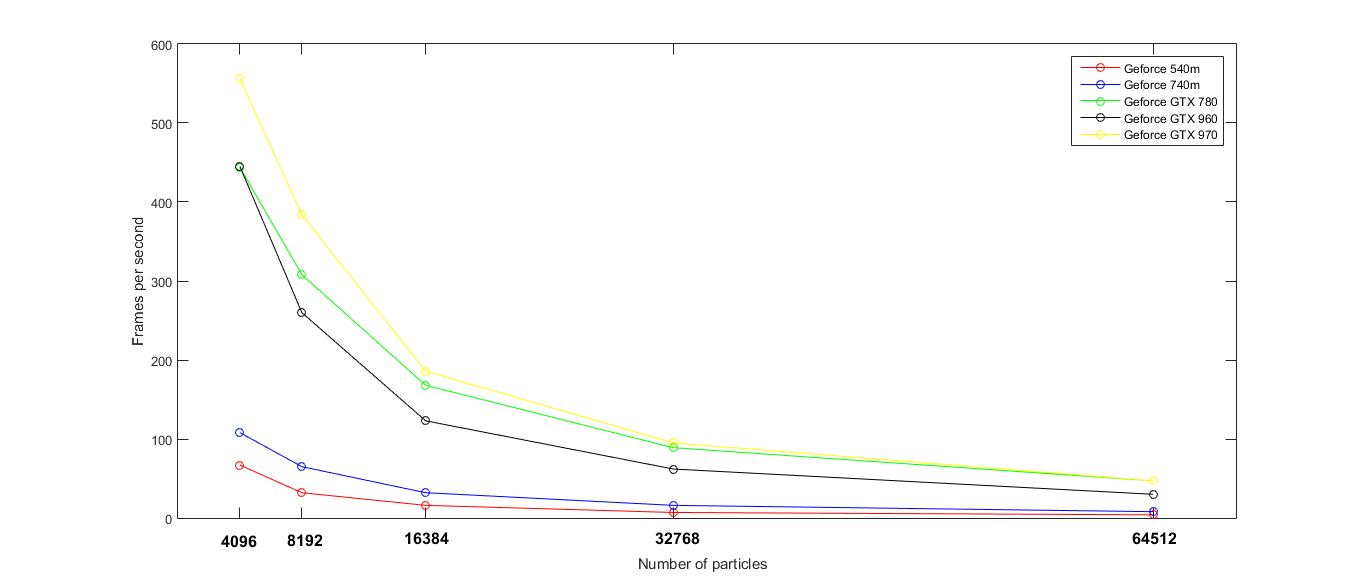 600
500
400
300
200
100
0
Frames per second
Geforce 540m
Geforce 740m
Geforce GTX 780
Geforce GTX 960
Geforce GTX 970
4096 8192 16384 32768 64512
Number of particles